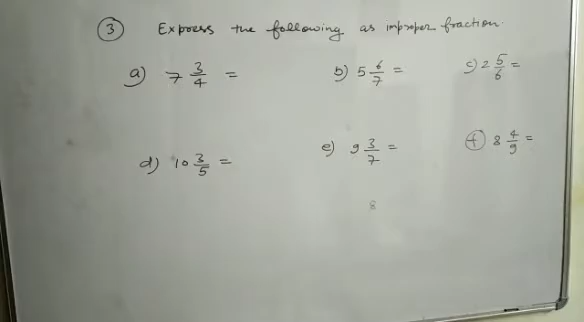 ③ Express the following as improper fraction.
a) 7 3/4 = b) 5 6/7 = c) 2 5/6 =
d) 10 3/5 = e) 9 3/7 = f) 8 4/9 =
8